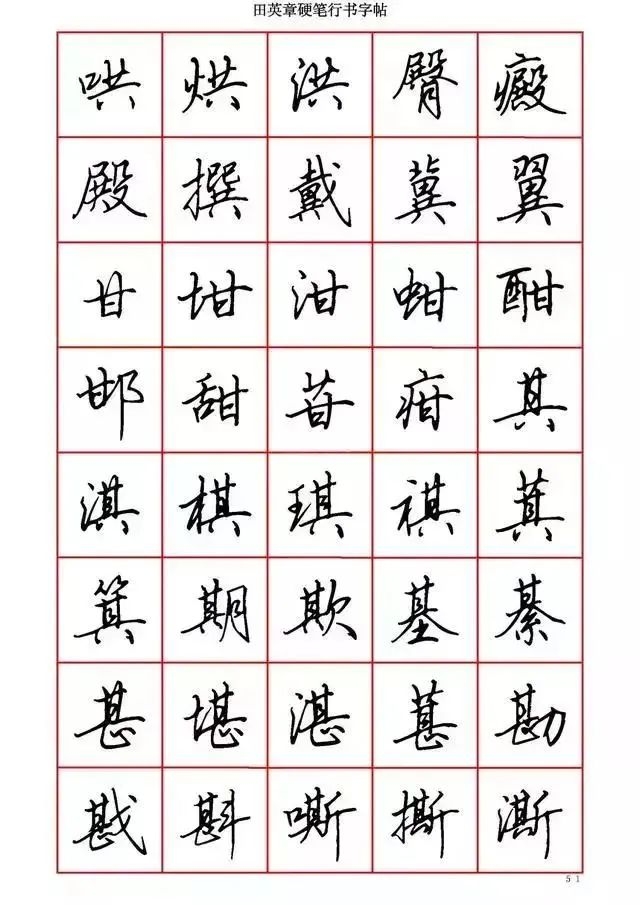 田英章硬笔行书字帖
哄烘洪臀癜
殿撰戴冀翼
甘坩泔蚶酣
邯甜苷疳其
淇棋琪祺萁
箕期欺基綦
甚堪湛葚勘
戡斟嘶撕澌
51